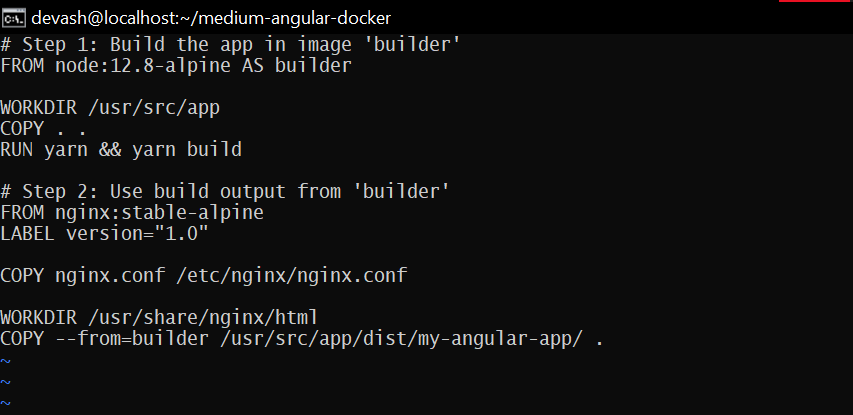 devash@localhost:~/medium-angular-docker
# Step 1: Build the app in image 'builder'
FROM node:12.8-alpine AS builder
WORKDIR /usr/src/app
COPY . .
RUN yarn && yarn build
# Step 2: Use build output from 'builder'
FROM nginx:stable-alpine
LABEL version="1.0"
COPY nginx.conf /etc/nginx/nginx.conf
WORKDIR /usr/share/nginx/html
COPY --from=builder /usr/src/app/dist/my-angular-app/ .
~
~
~